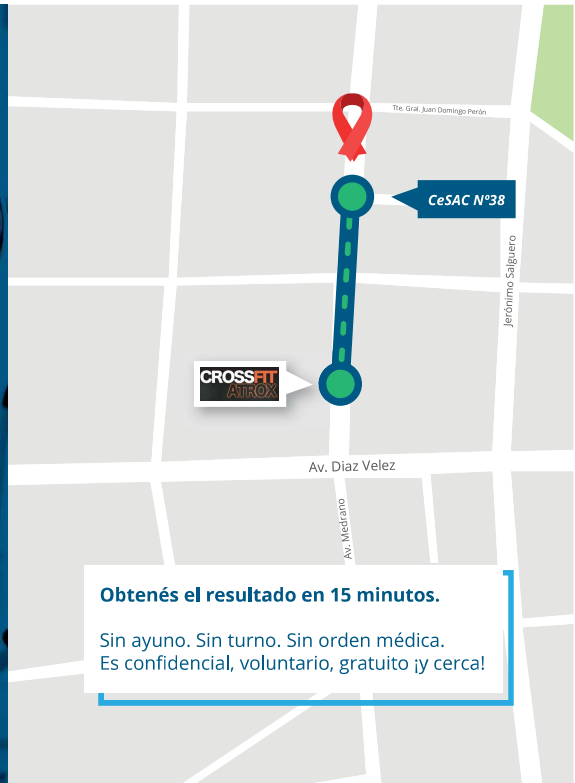 Tte. Gral. Juan Domingo Perón
CeSAC Nº38
Jerónimo Salguero
CROSSFIT
ATROX
Av. Diaz Velez
Av. Medrano
Obtenés el resultado en 15 minutos.
Sin ayuno. Sin turno. Sin orden médica.
Es confidencial, voluntario, gratuito ¡y cerca!